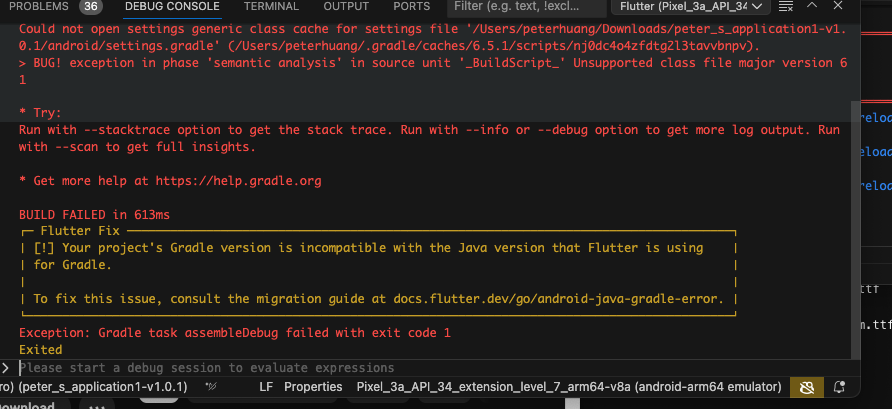 PROBLEMS 36 DEBUG CONSOLE TERMINAL OUTPUT PORTS Filter (e.g. text, !excl... Flutter (Pixel_3a_API_34
Could not open settings generic class cache for settings file '/Users/peterhuang/Downloads/peter_s_application1-v1.
0.1/android/settings.gradle' (/Users/peterhuang/.gradle/caches/6.5.1/scripts/nj0dc4o4zfdtg2l3tavvbnpv).
> BUG! exception in phase 'semantic analysis' in source unit '_BuildScript_' Unsupported class file major version 6
1
* Try:
Run with --stacktrace option to get the stack trace. Run with --info or --debug option to get more log output. Run
with --scan to get full insights.
* Get more help at https://help.gradle.org
BUILD FAILED in 613ms
Flutter Fix
[!] Your project's Gradle version is incompatible with the Java version that Flutter is using
for Gradle.
To fix this issue, consult the migration guide at docs.flutter.dev/go/android-java-gradle-error.
Exception: Gradle task assembleDebug failed with exit code 1
Exited
Please start a debug session to evaluate expressions
ro) (peter_s_application1-v1.0.1) LF Properties Pixel_3a_API_34_extension_level_7_arm64-v8a (android-arm64 emulator)